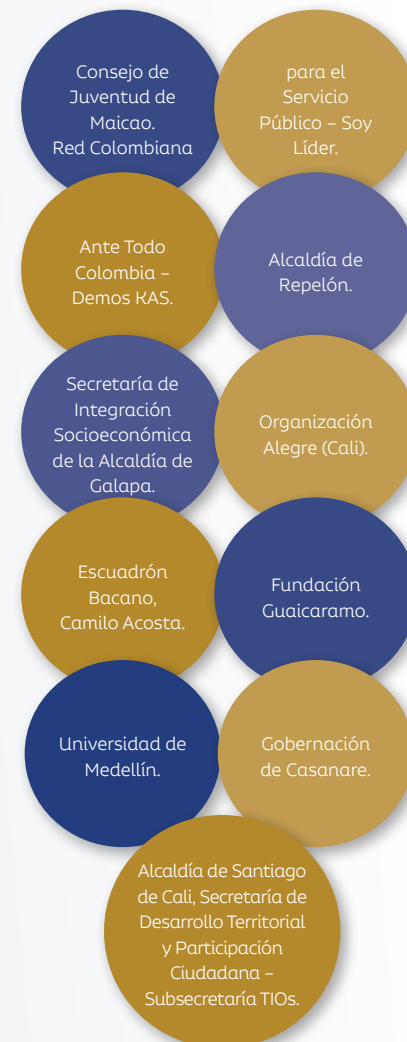 Consejo de
Juventud de
Maicao.
Red Colombiana
para el
Servicio
Público – Soy
Líder.
Ante Todo
Colombia –
Demos KAS.
Alcaldía de
Repelón.
Secretaría de
Integración
Socioeconómica
de la Alcaldía de
Galapa.
Organización
Alegre (Cali).
Escuadrón
Bacano,
Camilo Acosta.
Fundación
Guaicaramo.
Universidad de
Medellín.
Gobernación
de Casanare.
Alcaldía de Santiago
de Cali, Secretaría de
Desarrollo Territorial
y Participación
Ciudadana –
Subsecretaría TIOs.